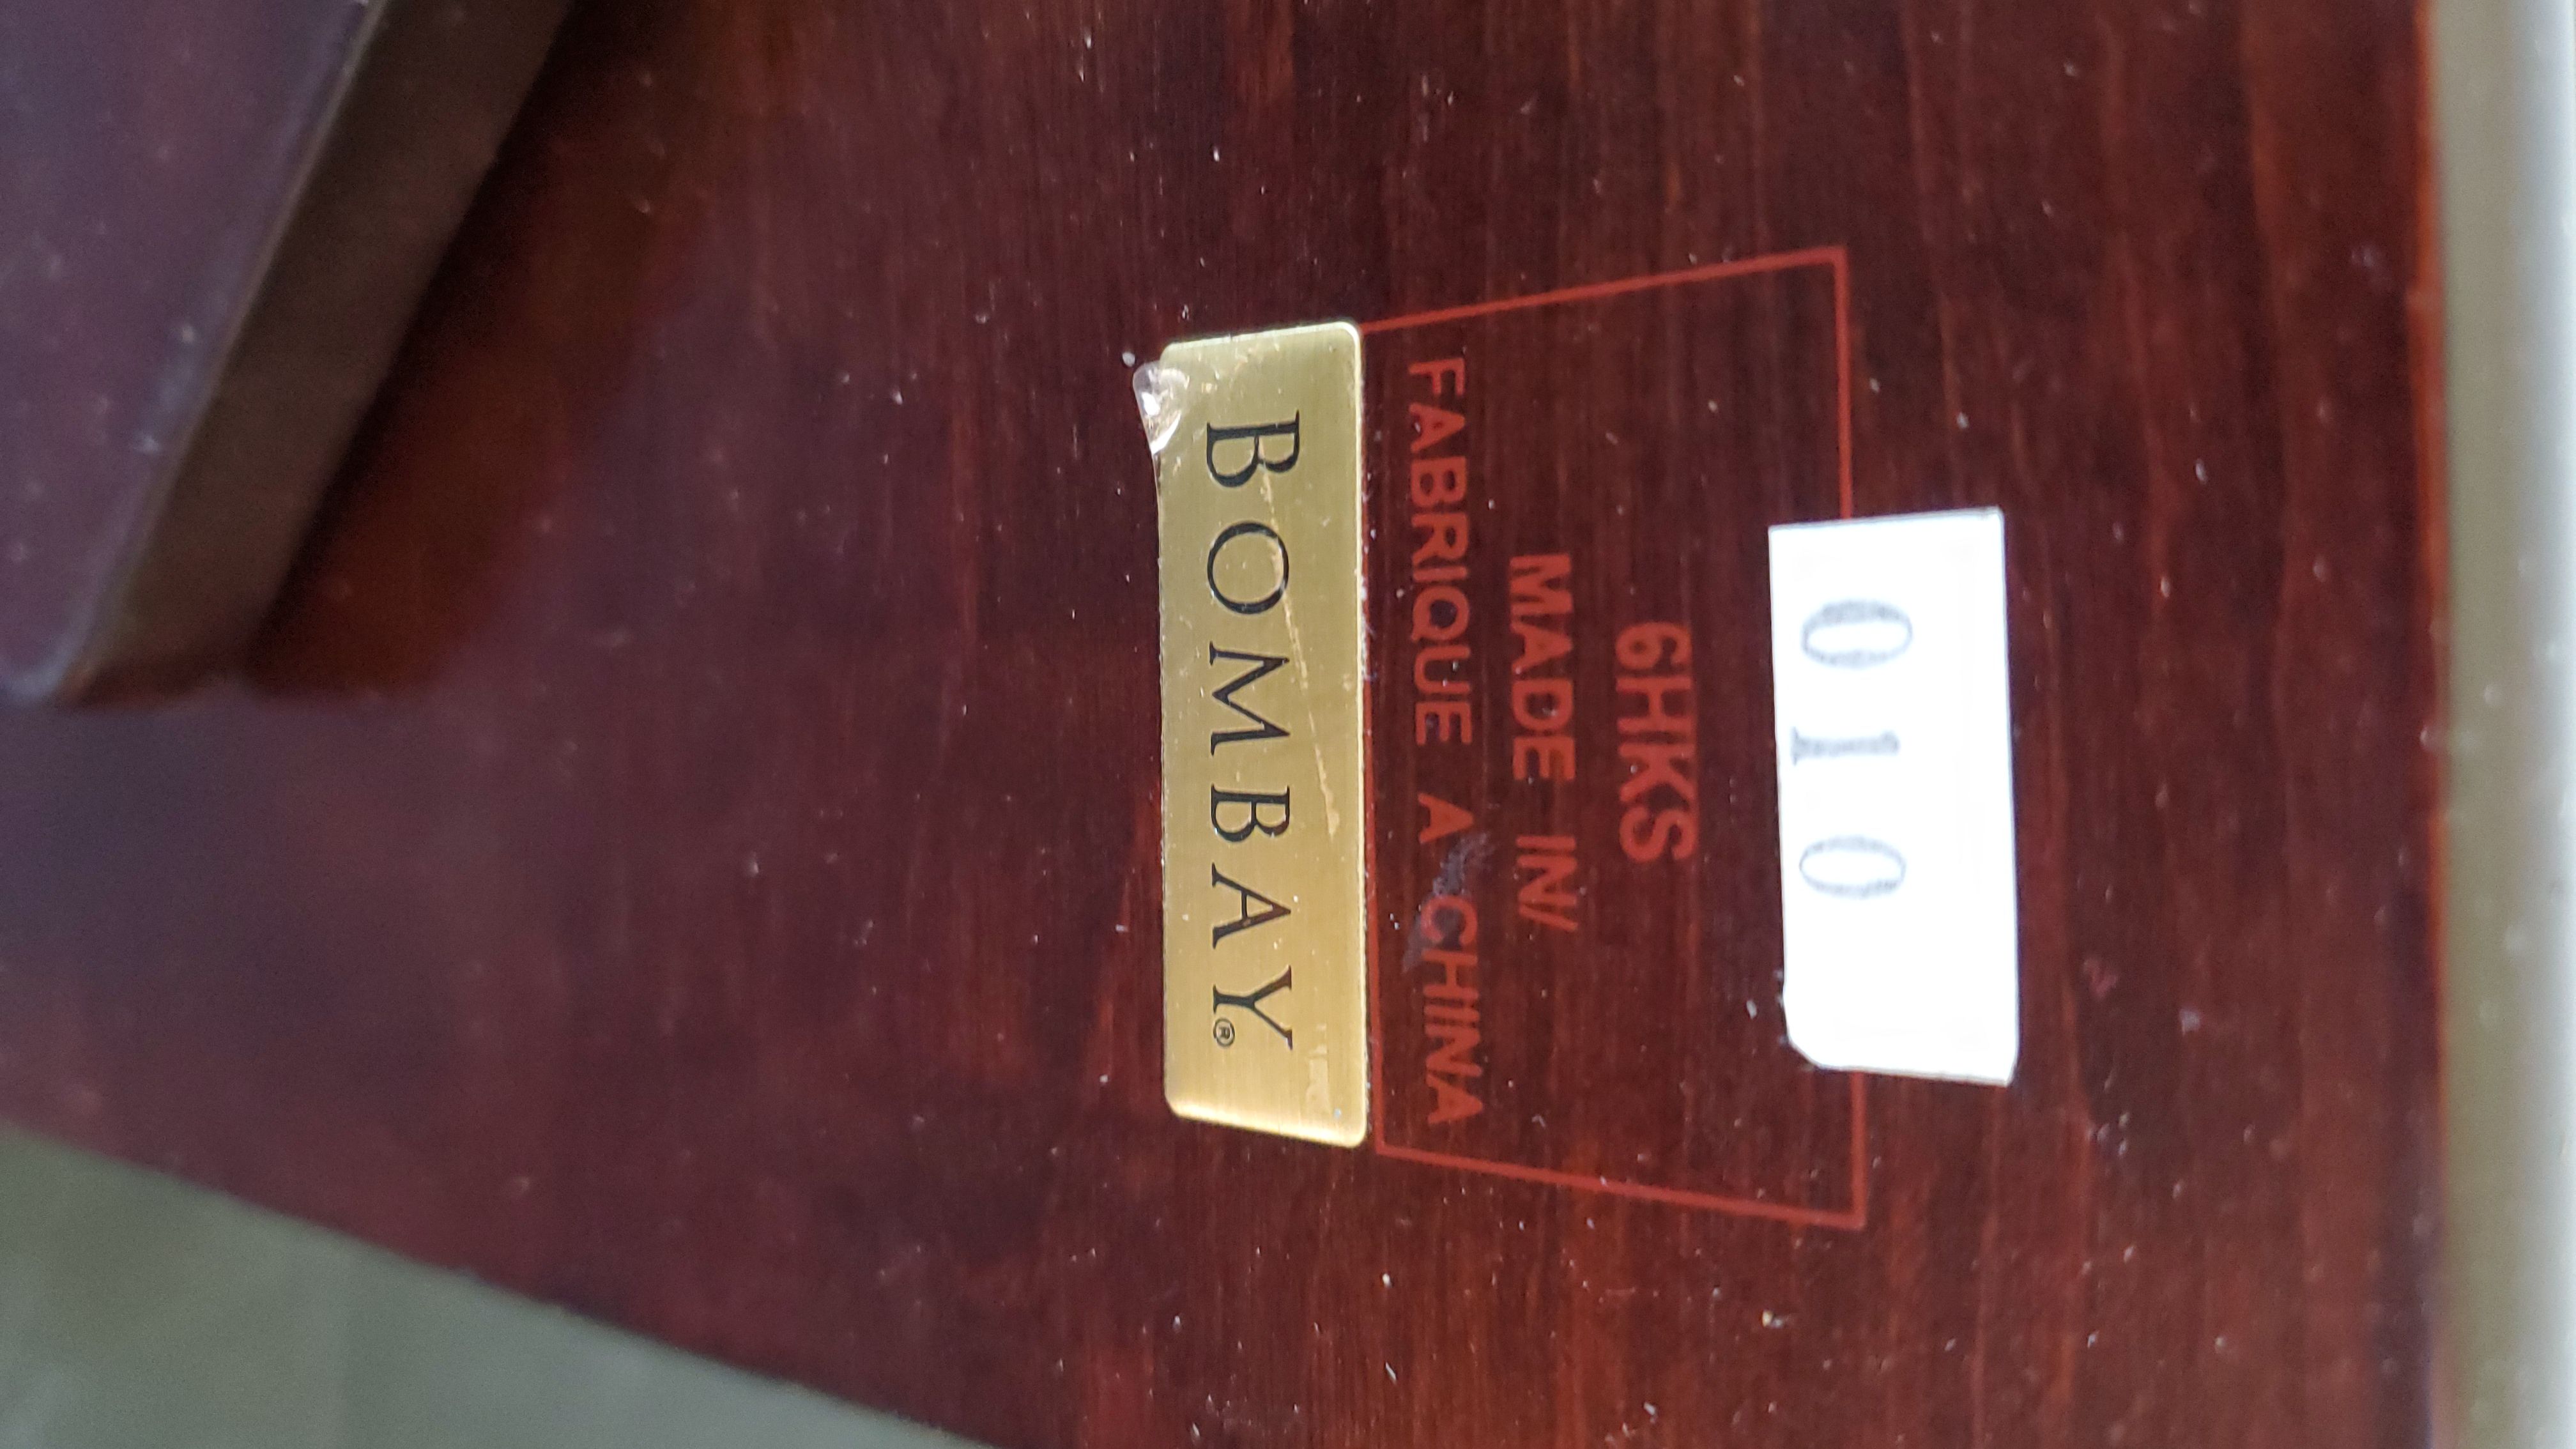 010
6HKS
MADE IN/
FABRIQUE A CHINA
BOMBAY®